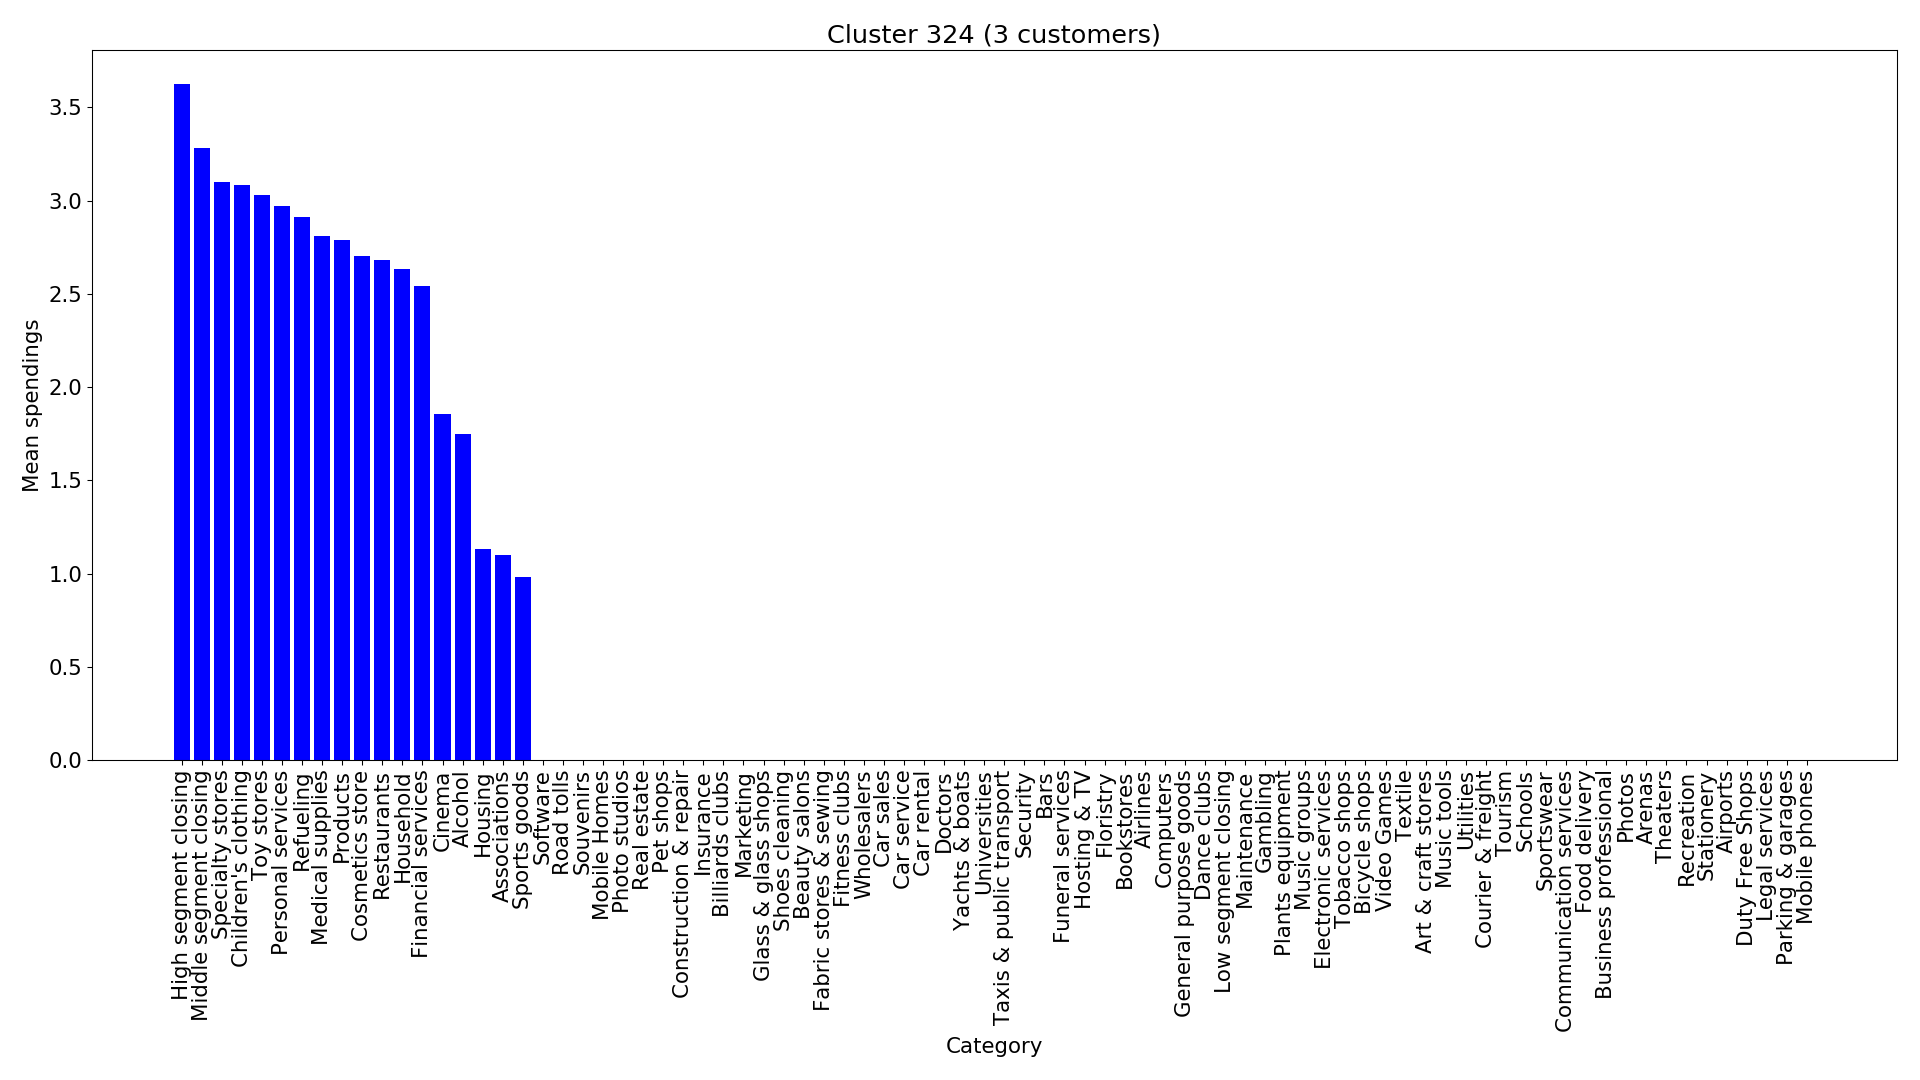 Cluster 324 (3 customers)
Mean spendings
3.5
3.0
2.5
2.0
1.5
1.0
0.5
0.0
High segment closing
Middle segment closing
Specialty stores
Children's clothing
Toy stores
Personal services
Refueling
Medical supplies
Products
Cosmetics store
Restaurants
Household
Financial services
Cinema
Alcohol
Housing
Associations
Sports goods
Software
Road tolls
Souvenirs
Mobile Homes
Photo studios
Real estate
Pet shops
Construction & repair
Insurance
Billiards clubs
Marketing
Glass & glass shops
Shoes cleaning
Beauty salons
Fabric stores & sewing
Fitness clubs
Wholesalers
Car sales
Car service
Car rental
Doctors
Yachts & boats
Universities
Taxis & public transport
Security
Bars
Funeral services
Hosting & TV
Floristry
Bookstores
Airlines
Computers
General purpose goods
Dance clubs
Low segment closing
Maintenance
Gambling
Plants equipment
Music groups
Electronic services
Tobacco shops
Bicycle shops
Video Games
Textile
Art & craft stores
Music tools
Utilities
Courier & freight
Tourism
Schools
Sportswear
Communication services
Food delivery
Business professional
Photos
Arenas
Theaters
Recreation
Stationery
Airports
Duty Free Shops
Legal services
Parking & garages
Mobile phones
Category